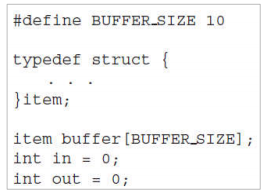 #define BUFFER_SIZE 10
typedef struct {
. . .
}item;
item buffer[BUFFER_SIZE];
int in = 0;
int out = 0;